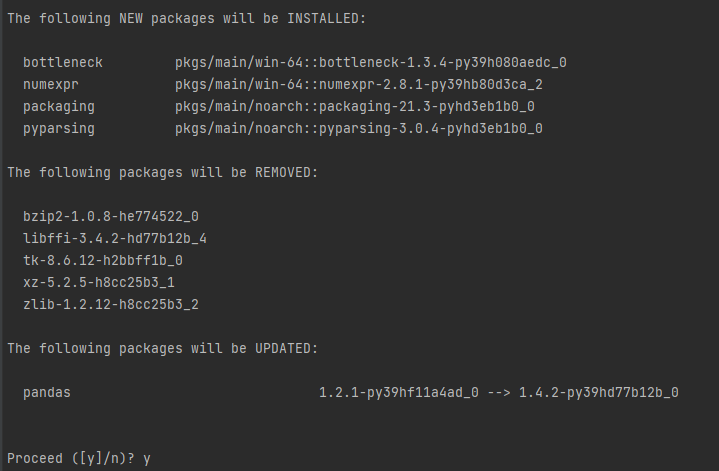 The following NEW packages will be INSTALLED:
bottleneck pkgs/main/win-64::bottleneck-1.3.4-py39h080aedc_0
numexpr pkgs/main/win-64::numexpr-2.8.1-py39hb80d3ca_2
packaging pkgs/main/noarch::packaging-21.3-pyhd3eb1b0_0
pyparsing pkgs/main/noarch::pyparsing-3.0.4-pyhd3eb1b0_0
The following packages will be REMOVED:
bzip2-1.0.8-he774522_0
libffi-3.4.2-hd77b12b_4
tk-8.6.12-h2bbff1b_0
xz-5.2.5-h8cc25b3_1
zlib-1.2.12-h8cc25b3_2
The following packages will be UPDATED:
pandas 1.2.1-py39hf11a4ad_0 --> 1.4.2-py39hd77b12b_0
Proceed ([y]/n)? y